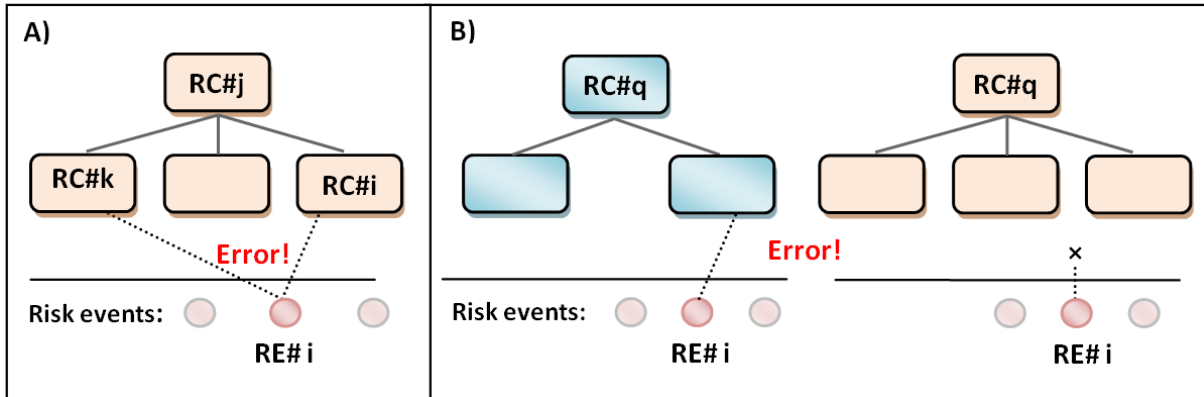 A)
RC#j
RC#k
RC#i
Error!
Risk events:
RE# i
B)
RC#q
RC#q
Error!
×
Risk events:
RE# i
RE# i